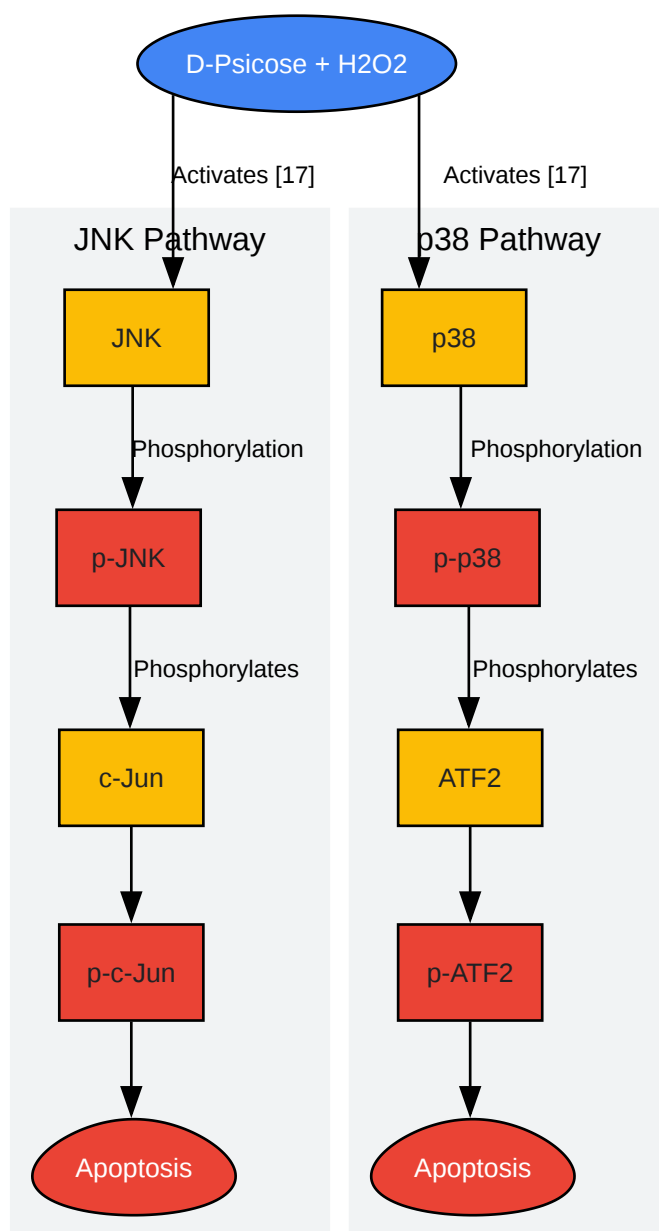 D-Psicose + H2O2
Activates [17]
Activates [17]
JNK Pathway
p38 Pathway
JNK
p38
Phosphorylation
Phosphorylation
p-JNK
p-p38
Phosphorylates
Phosphorylates
c-Jun
ATF2
p-c-Jun
p-ATF2
Apoptosis
Apoptosis